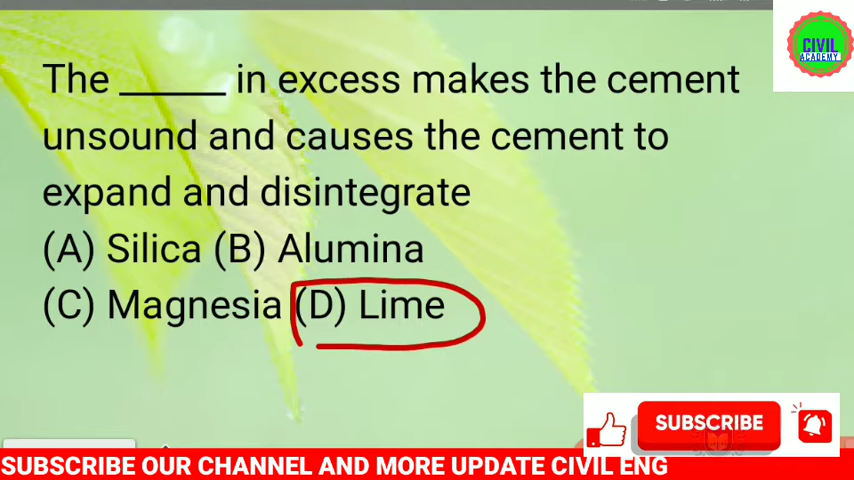 CIVIL
ACADEMY
The ______ in excess makes the cement
unsound and causes the cement to
expand and disintegrate
(A) Silica (B) Alumina
(C) Magnesia (D) Lime
SUBSCRIBE
SUBSCRIBE OUR CHANNEL AND MORE UPDATE CIVIL ENG